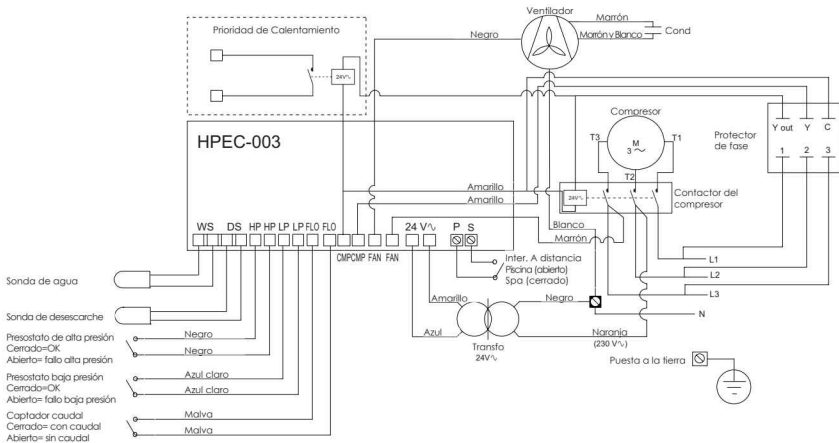 Prioridad de Calentamiento
24V∿
Ventilador
Marrón
Morrón y Blanco
Cond
Negro
HPEC-003
Compresor
T3
T1
M
3∿
T2
Protector
de fase
Y out
Y
C
1
2
3
Amarillo
Amarillo
24V∿
Contactor del
compresor
WS
DS
HP
HP
LP
LP
FLO
FLO
CMP
CMP
FAN
FAN
24 V∿
P
S
Blanco
Marrón
Inter. A distancia
Piscina (abierto)
Spa (cerrado)
L1
L2
L3
N
Sonda de agua
Sonda de desescarche
Amarillo
Azul
Transfo
24V∿
Negro
Naranja
(230 V∿)
Puesta a la tierra
Presostato de alta presión
Cerrado=OK
Abierto= fallo alta presión
Negro
Negro
Presostato baja presión
Cerrado=OK
Abierto= fallo baja presión
Azul claro
Azul claro
Captador caudal
Cerrado= con caudal
Abierto= sin caudal
Malva
Malva